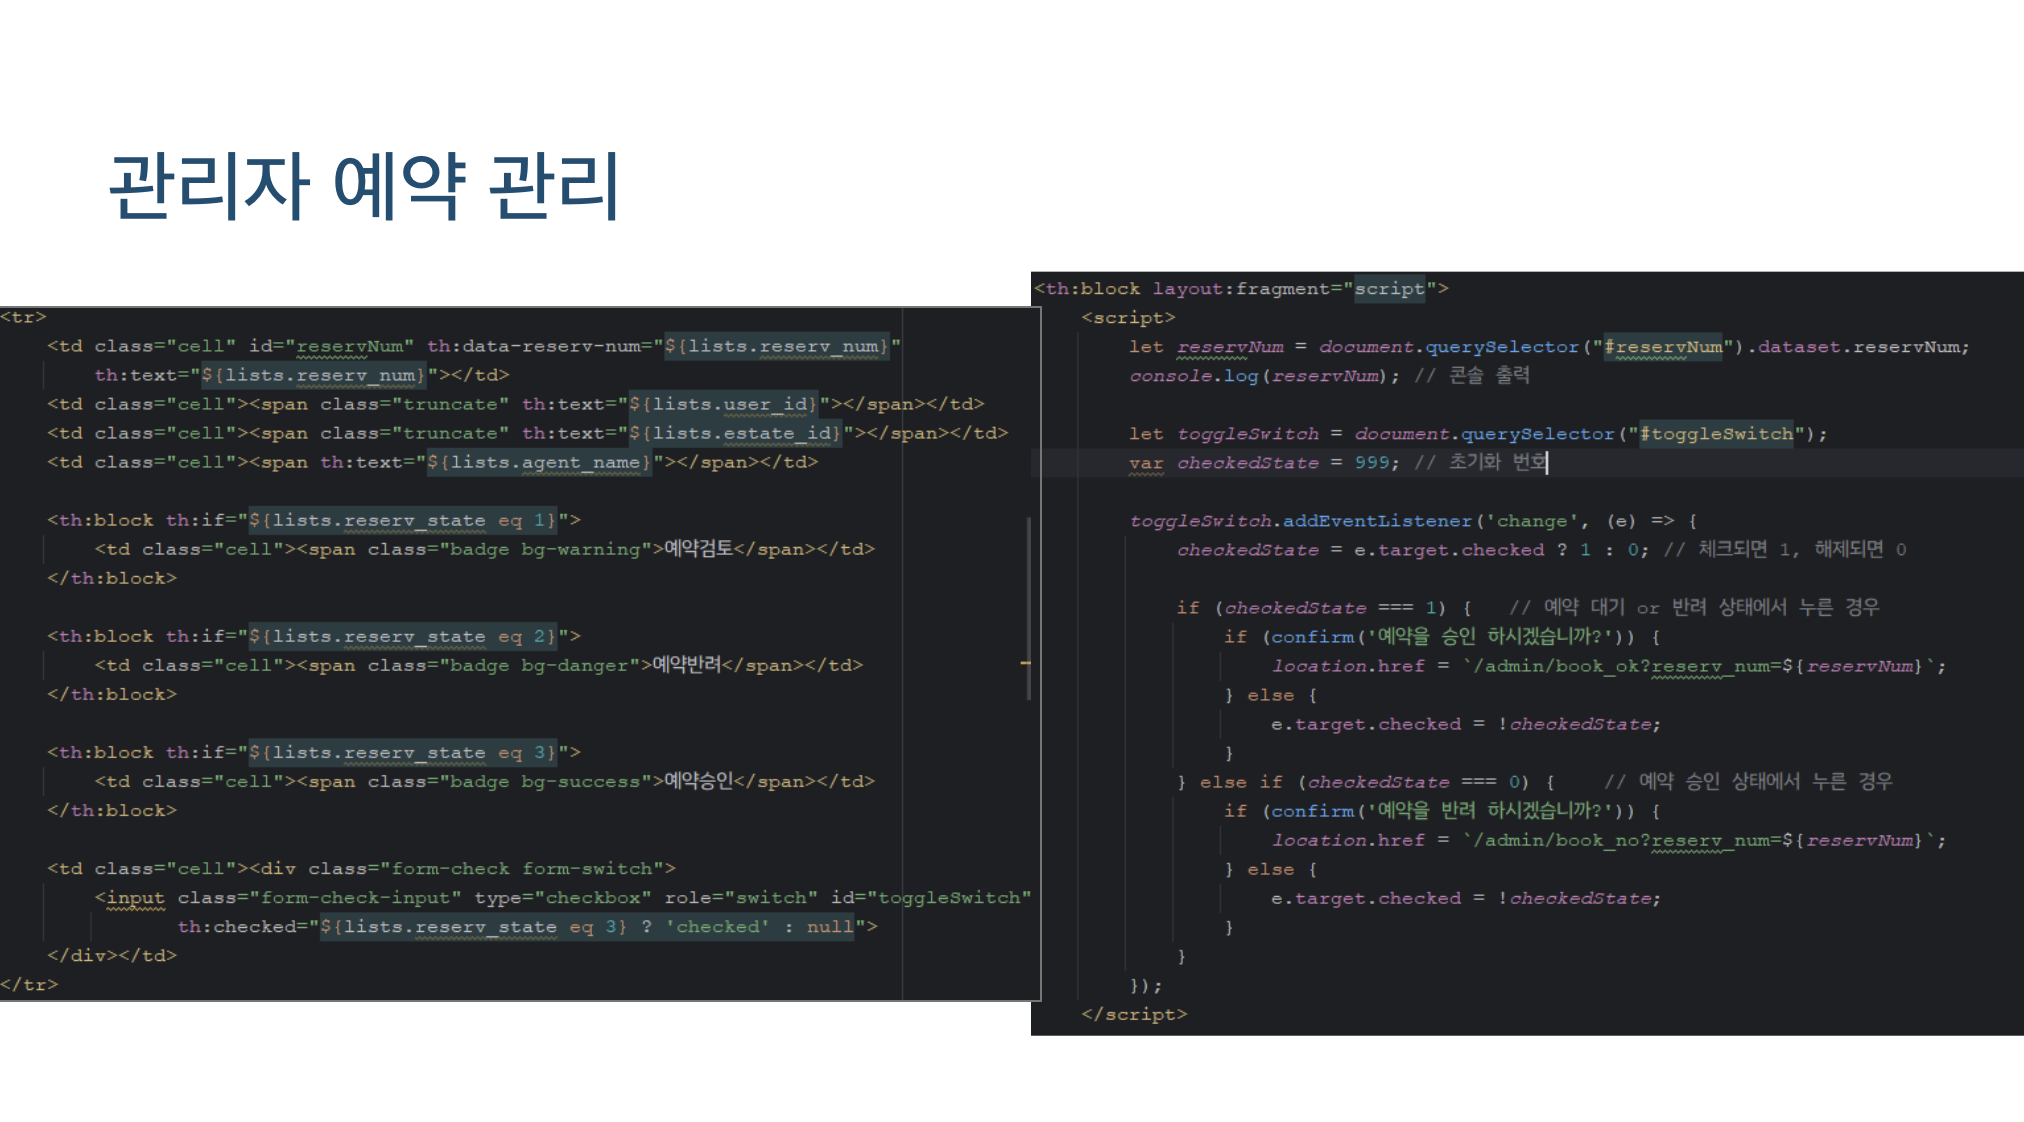 관리자 예약 관리
<tr>
<td class="cell" id="reservNum" th:data-reserv-num="${lists.reserv_num}"
th:text="${lists.reserv_num}"></td>
<td class="cell"><span class="truncate" th:text="${lists.user_id}"></span></td>
<td class="cell"><span class="truncate" th:text="${lists.estate_id}"></span></td>
<td class="cell"><span th:text="${lists.agent_name}"></span></td>
<th:block th:if="${lists.reserv_state eq 1}">
<td class="cell"><span class="badge bg-warning">예약검토</span></td>
</th:block>
<th:block th:if="${lists.reserv_state eq 2}">
<td class="cell"><span class="badge bg-danger">예약반려</span></td>
</th:block>
<th:block th:if="${lists.reserv_state eq 3}">
<td class="cell"><span class="badge bg-success">예약승인</span></td>
</th:block>
<td class="cell"><div class="form-check form-switch">
<input class="form-check-input" type="checkbox" role="switch" id="toggleSwitch"
th:checked="${lists.reserv_state eq 3} ? 'checked' : null">
</div></td>
</tr>
<th:block layout:fragment="script">
<script>
let reservNum = document.querySelector("#reservNum").dataset.reservNum;
console.log(reservNum); // 콘솔 출력
let toggleSwitch = document.querySelector("#toggleSwitch");
var checkedState = 999; // 초기화 번호
toggleSwitch.addEventListener('change', (e) => {
checkedState = e.target.checked ? 1 : 0; // 체크되면 1, 해제되면 0
if (checkedState === 1) { // 예약 대기 or 반려 상태에서 누른 경우
if (confirm('예약을 승인 하시겠습니까?')) {
location.href = `/admin/book_ok?reserv_num=${reservNum}`;
} else {
e.target.checked = !checkedState;
}
} else if (checkedState === 0) { // 예약 승인 상태에서 누른 경우
if (confirm('예약을 반려 하시겠습니까?')) {
location.href = `/admin/book_no?reserv_num=${reservNum}`;
} else {
e.target.checked = !checkedState;
}
}
});
</script>